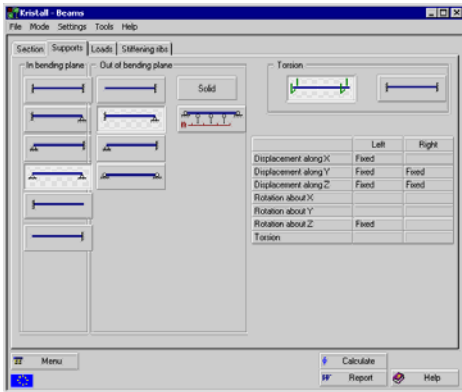 Kristall - Beams
File Mode Settings Tools Help
Section Supports Loads Stiffening ribs
In bending plane Out of bending plane Torsion
Solid
Left Right
Displacement along X Fixed
Displacement along Y Fixed Fixed
Displacement along Z Fixed Fixed
Rotation about X
Rotation about Y
Rotation about Z Fixed
Torsion
Menu Calculate
Report Help